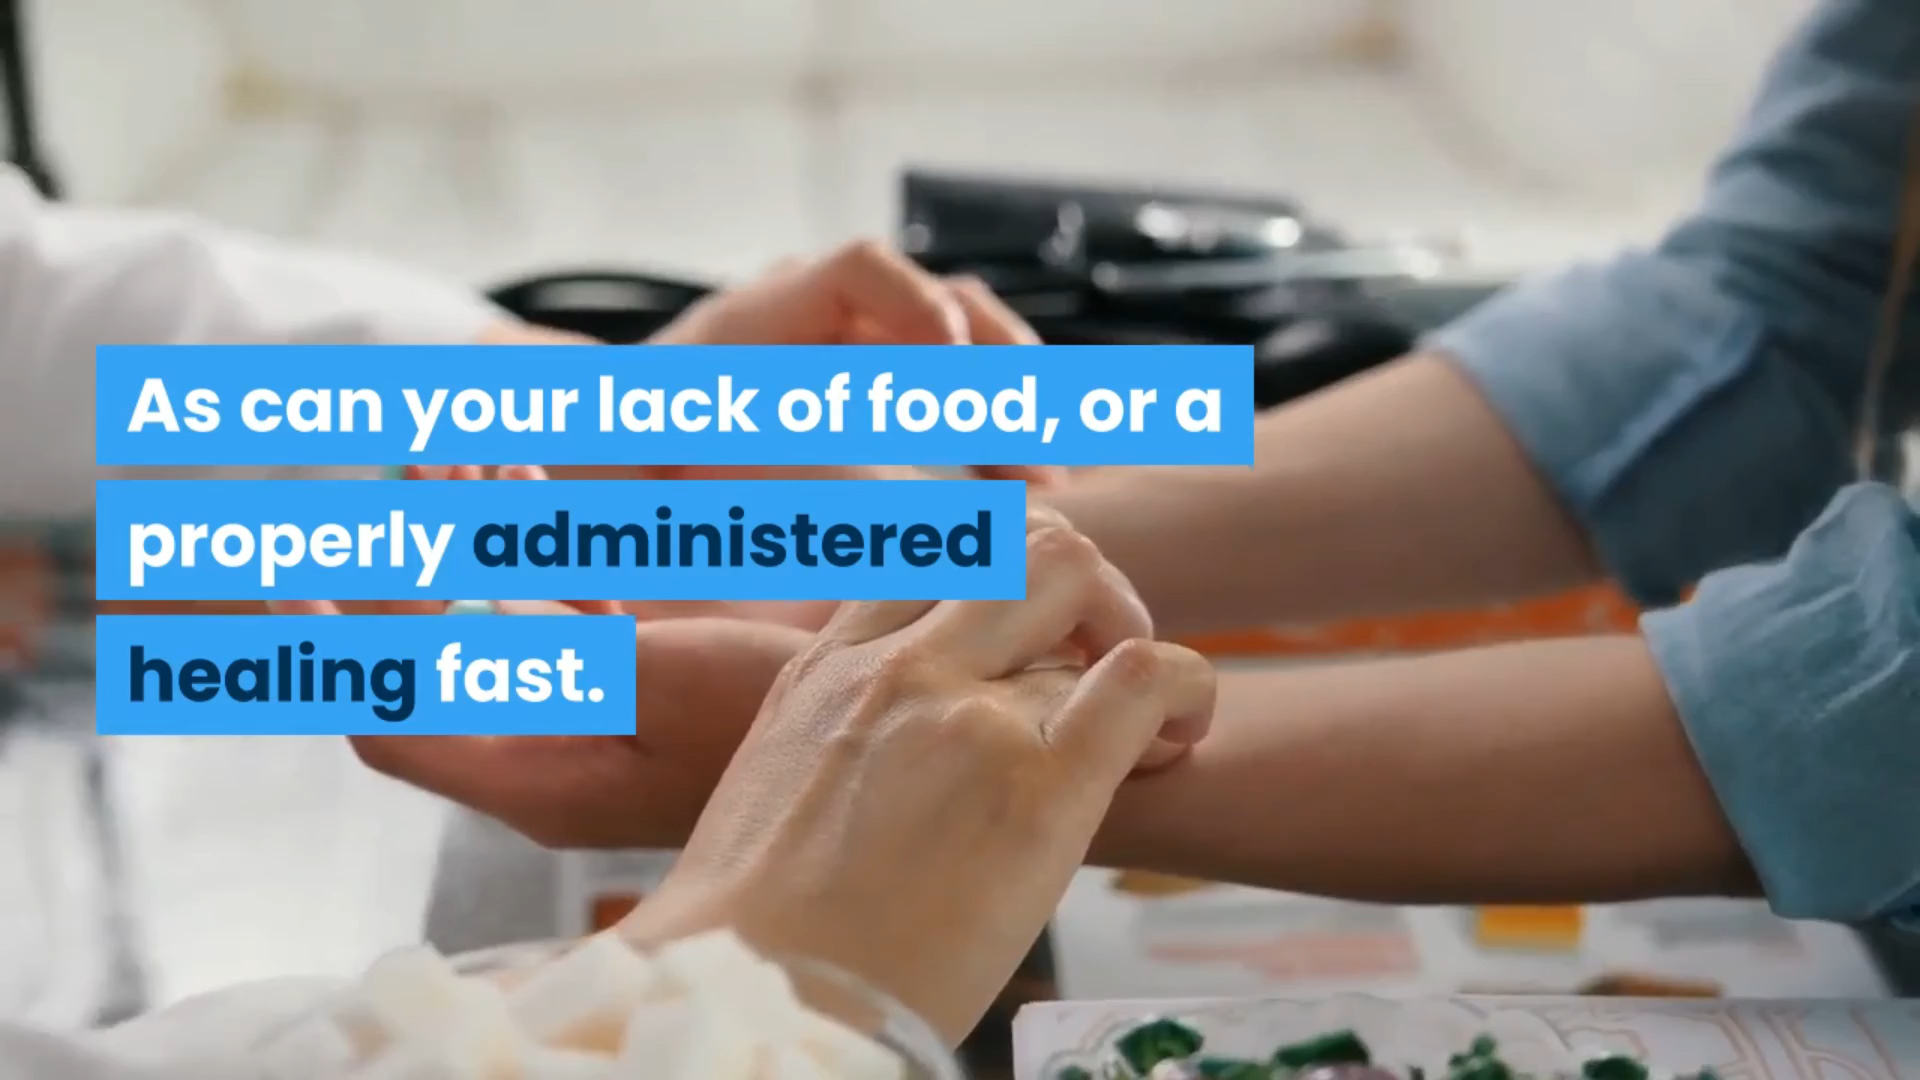 As can your lack of food, or a
properly administered
healing fast.